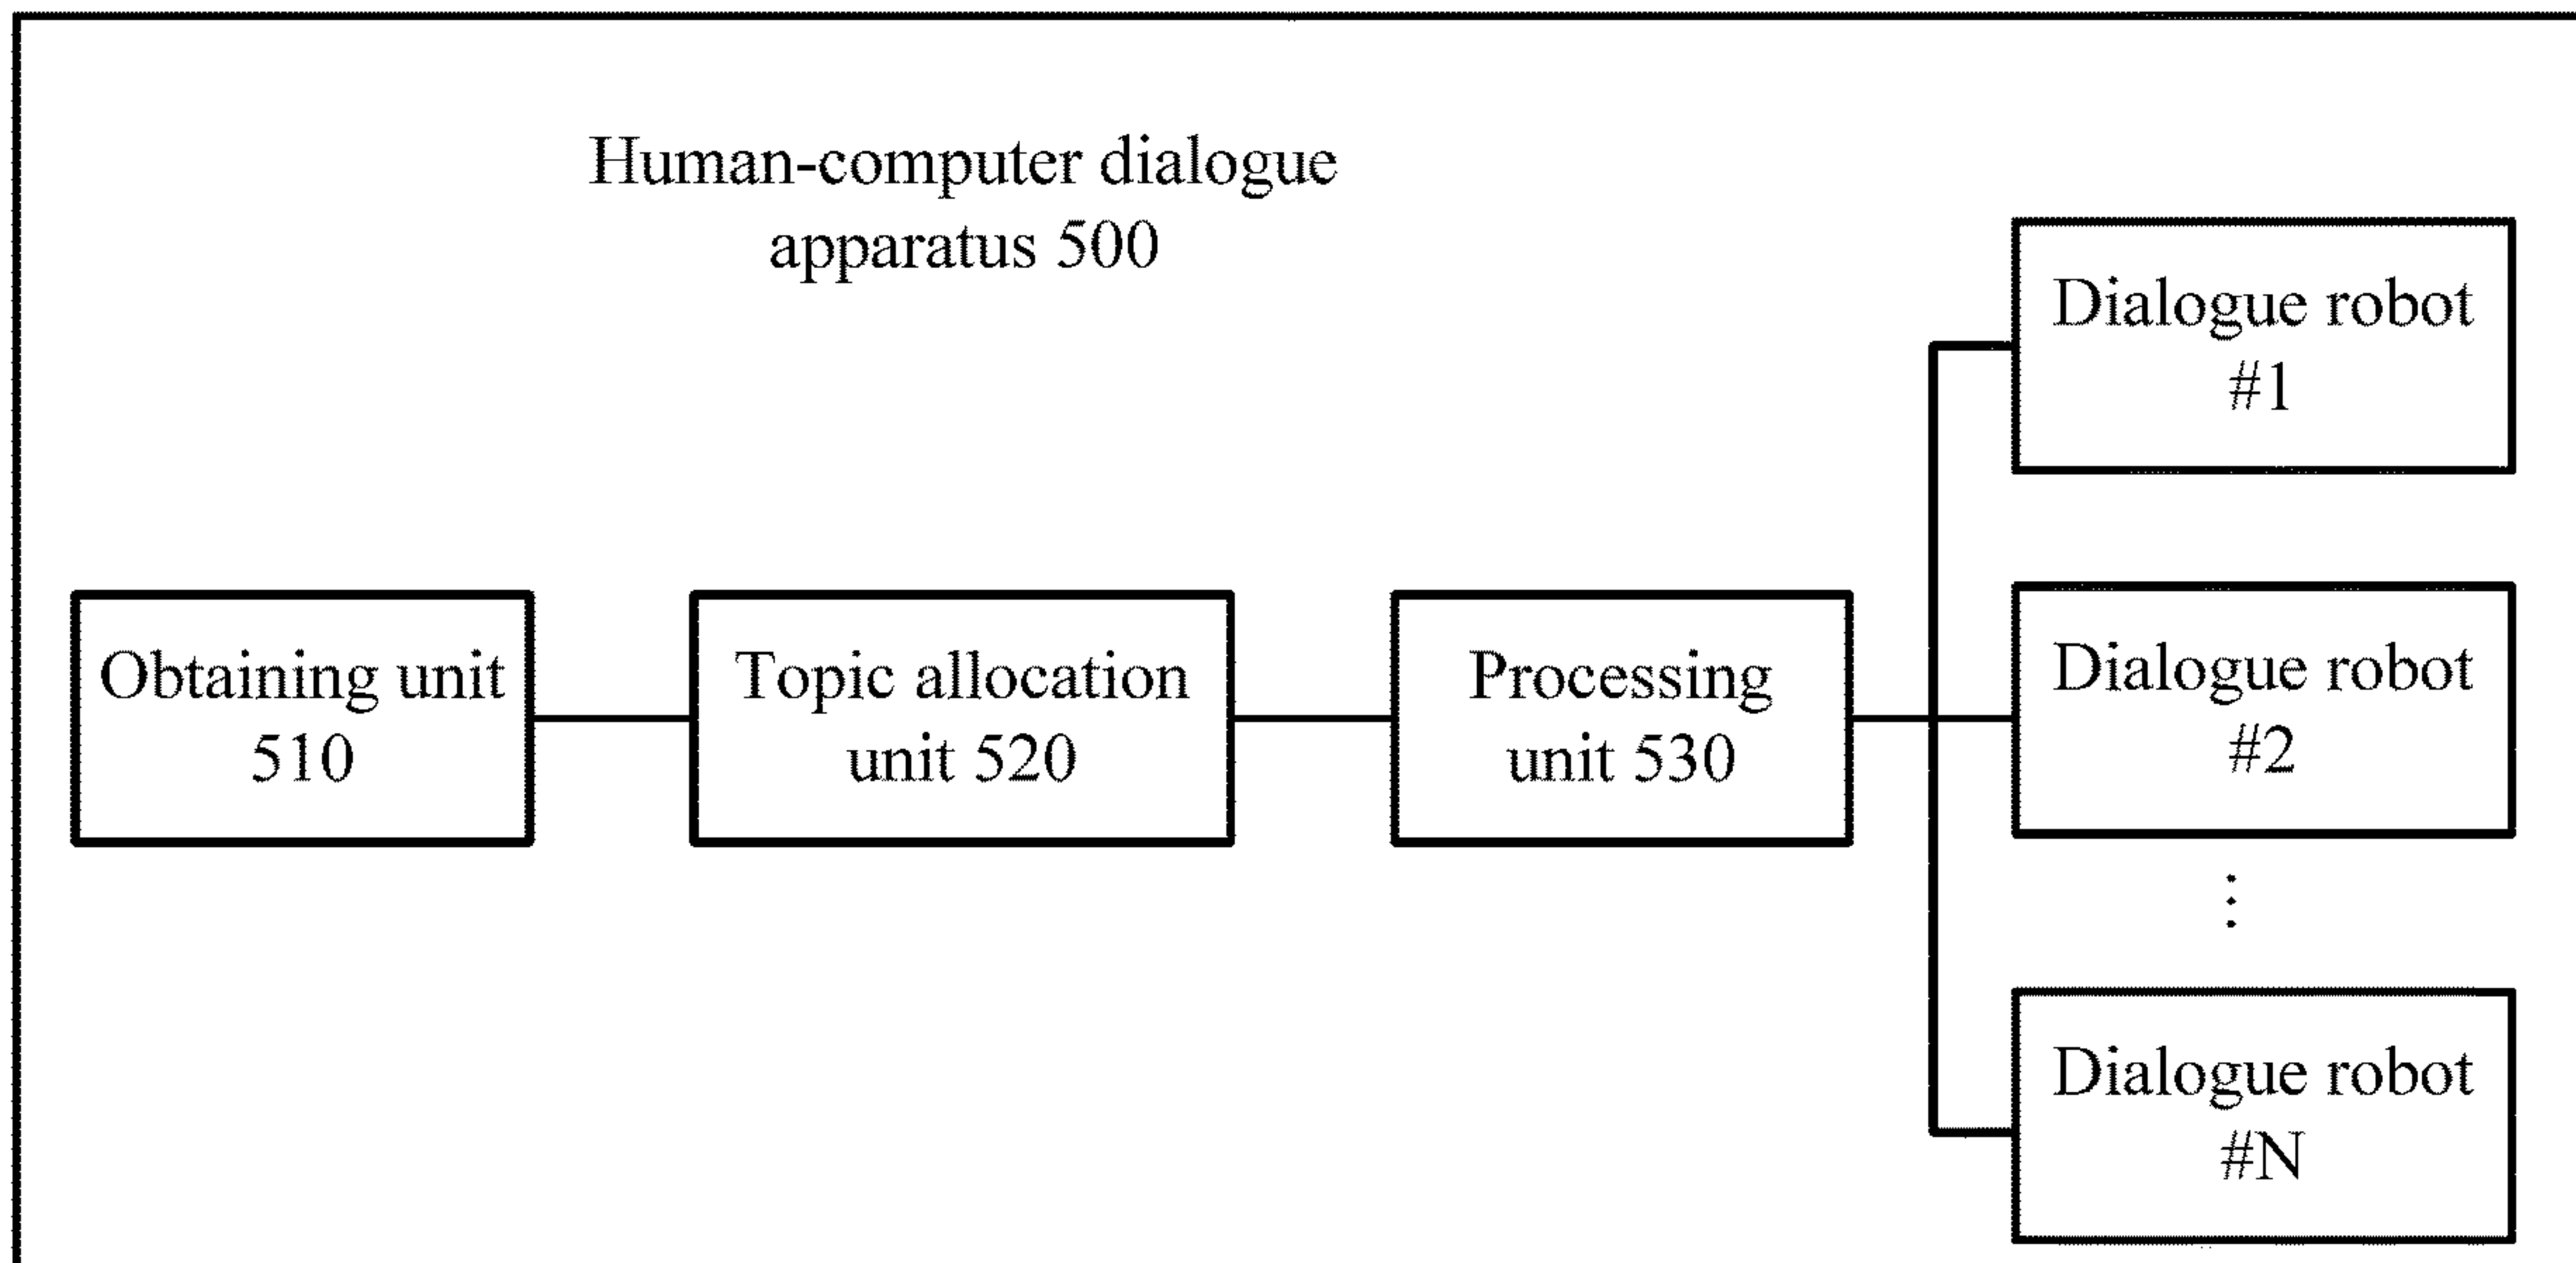 Human-computer dialogue
apparatus 500
Obtaining unit
510
Topic allocation
unit 520
Processing
unit 530
Dialogue robot
#1
Dialogue robot
#2
⋮
Dialogue robot
#N